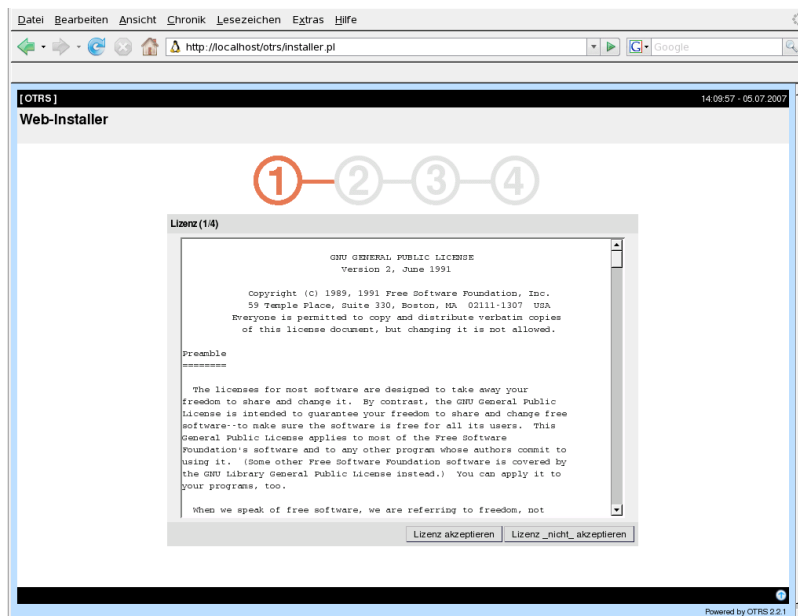 Datei Bearbeiten Ansicht Chronik Lesezeichen Extras Hilfe
http://localhost/otrs/installer.pl
G Google
[ OTRS ] 14:09:57 - 05.07.2007
Web-Installer
1 2 3 4
Lizenz (1/4)
GNU GENERAL PUBLIC LICENSE
Version 2, June 1991
Copyright (C) 1989, 1991 Free Software Foundation, Inc.
59 Temple Place, Suite 330, Boston, MA 02111-1307 USA
Everyone is permitted to copy and distribute verbatim copies
of this license document, but changing it is not allowed.
Preamble
========
The licenses for most software are designed to take away your
freedom to share and change it. By contrast, the GNU General Public
License is intended to guarantee your freedom to share and change free
software--to make sure the software is free for all its users. This
General Public License applies to most of the Free Software
Foundation's software and to any other program whose authors commit to
using it. (Some other Free Software Foundation software is covered by
the GNU Library General Public License instead.) You can apply it to
your programs, too.
When we speak of free software, we are referring to freedom, not
Lizenz akzeptieren Lizenz _nicht_ akzeptieren
Powered by OTRS 2.2.1